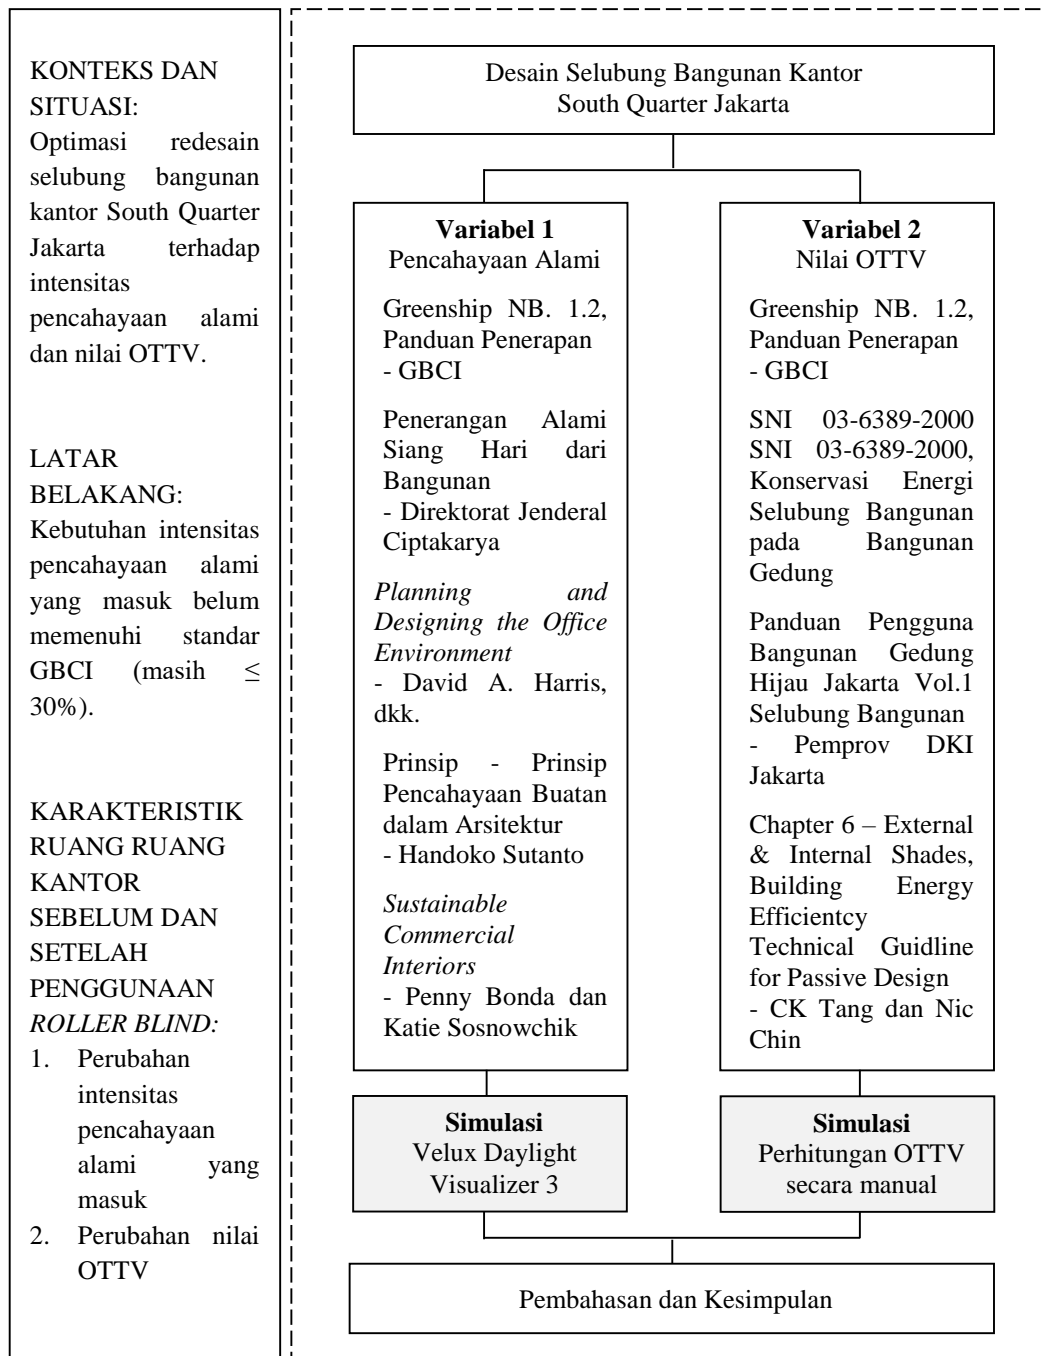 KONTEKS DAN
SITUASI:
Optimasi redesain
selubung bangunan
kantor South Quarter
Jakarta terhadap
intensitas
pencahayaan alami
dan nilai OTTV.
LATAR
BELAKANG:
Kebutuhan intensitas
pencahayaan alami
yang masuk belum
memenuhi standar
GBCI (masih ≤
30%).
KARAKTERISTIK
RUANG RUANG
KANTOR
SEBELUM DAN
SETELAH
PENGGUNAAN
ROLLER BLIND:
1. Perubahan
intensitas
pencahayaan
alami yang
masuk
2. Perubahan nilai
OTTV
Desain Selubung Bangunan Kantor
South Quarter Jakarta
Variabel 1
Pencahayaan Alami
Greenship NB. 1.2,
Panduan Penerapan
- GBCI
Penerangan Alami
Siang Hari dari
Bangunan
- Direktorat Jenderal
Ciptakarya
Planning and
Designing the Office
Environment
- David A. Harris,
dkk.
Prinsip - Prinsip
Pencahayaan Buatan
dalam Arsitektur
- Handoko Sutanto
Sustainable
Commercial
Interiors
- Penny Bonda dan
Katie Sosnowchik
Variabel 2
Nilai OTTV
Greenship NB. 1.2,
Panduan Penerapan
- GBCI
SNI 03-6389-2000
SNI 03-6389-2000,
Konservasi Energi
Selubung Bangunan
pada Bangunan
Gedung
Panduan Pengguna
Bangunan Gedung
Hijau Jakarta Vol.1
Selubung Bangunan
- Pemprov DKI
Jakarta
Chapter 6 – External
& Internal Shades,
Building Energy
Efficientcy
Technical Guidline
for Passive Design
- CK Tang dan Nic
Chin
Simulasi
Velux Daylight
Visualizer 3
Simulasi
Perhitungan OTTV
secara manual
Pembahasan dan Kesimpulan